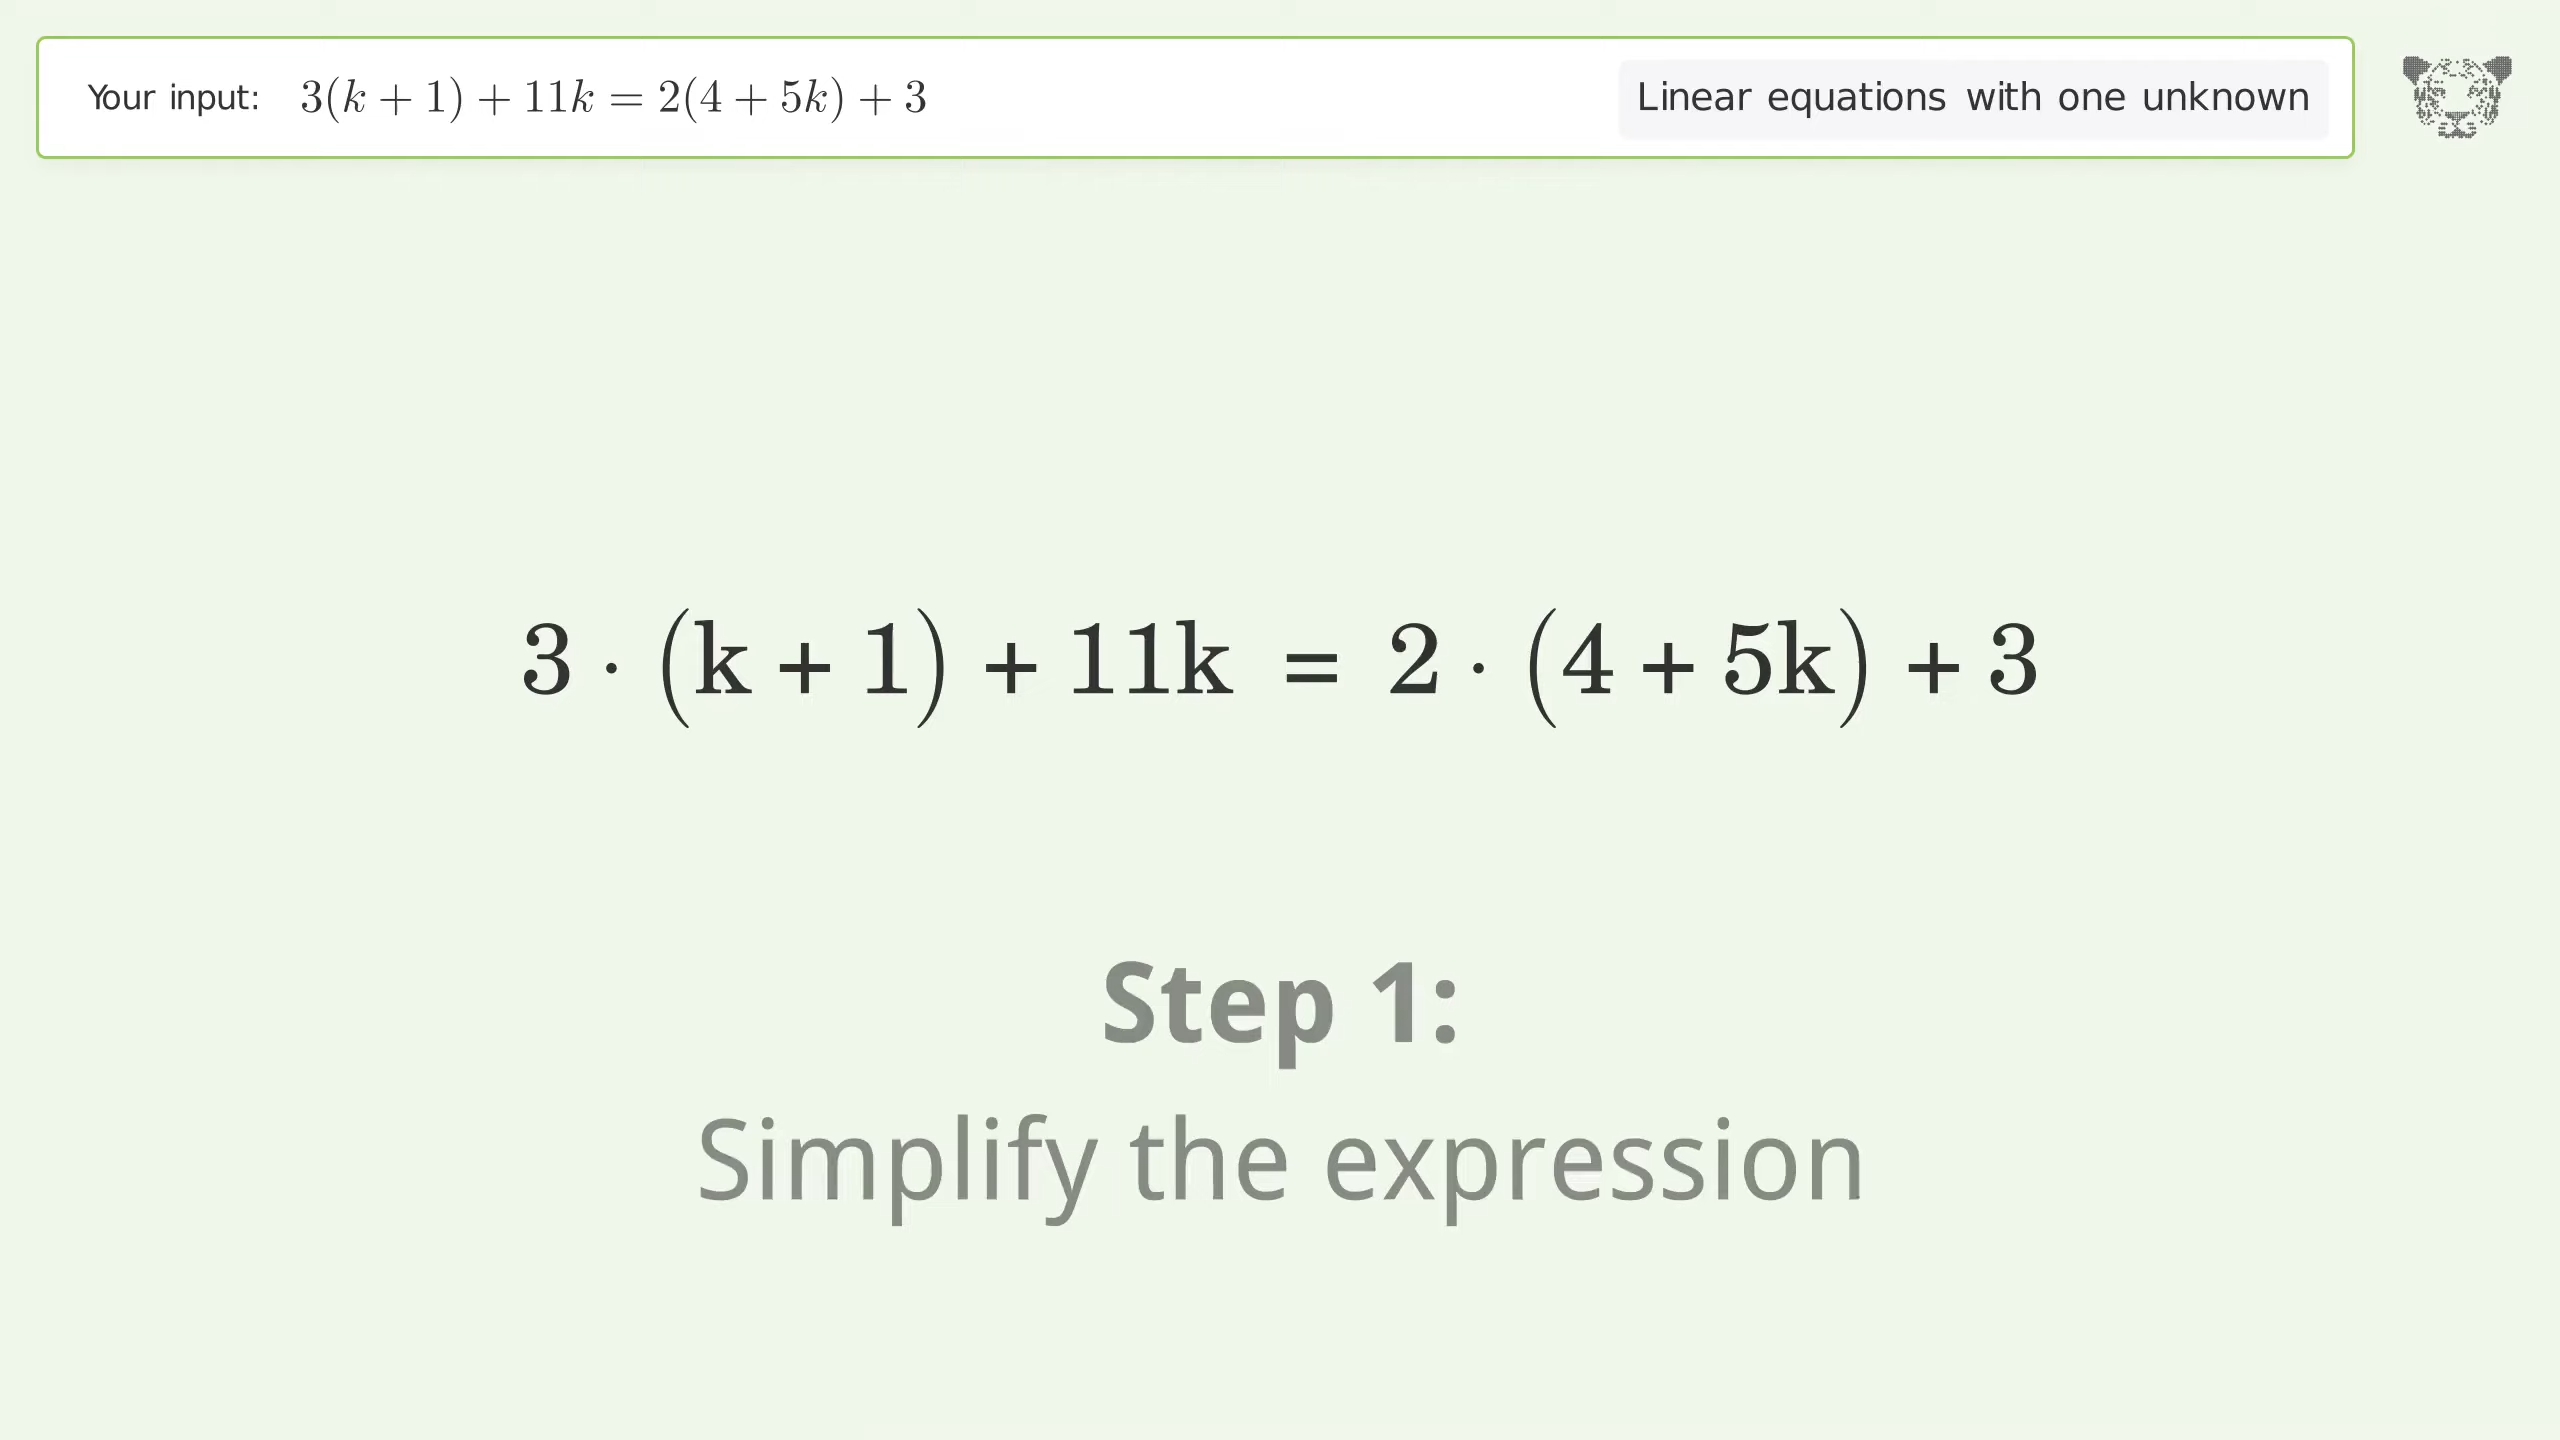 Your input: 3(k + 1) + 11k = 2(4 + 5k) + 3
Linear equations with one unknown
3 · (k + 1) + 11k = 2 · (4 + 5k) + 3
Step 1:
Simplify the expression